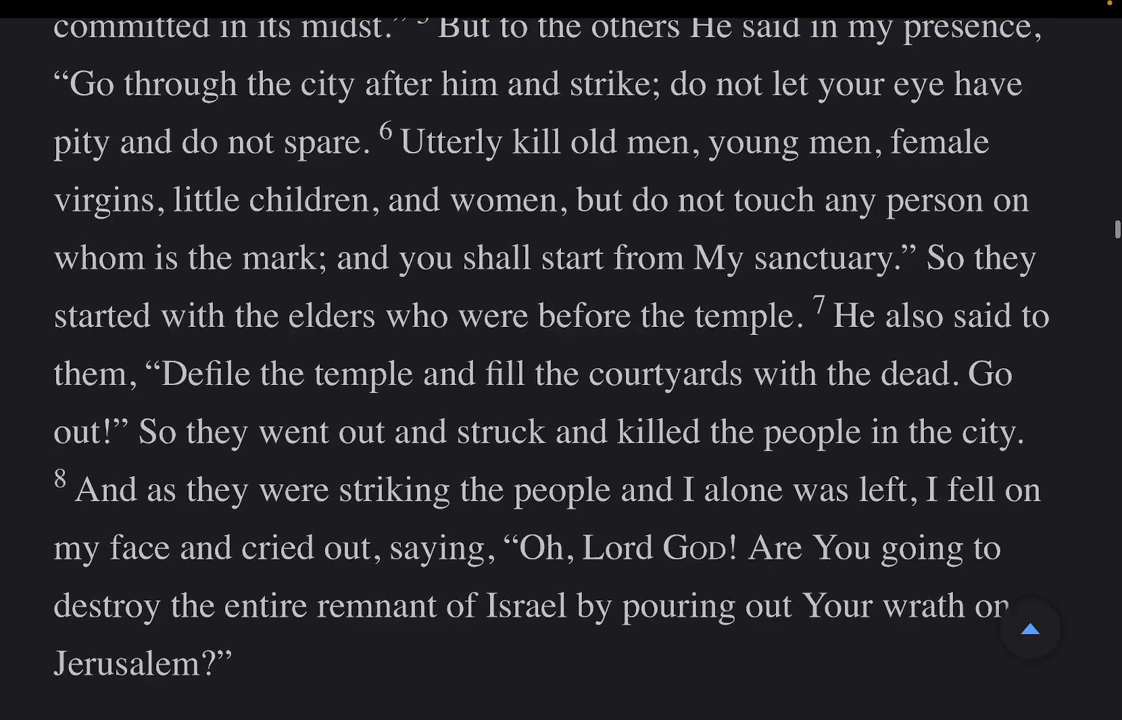 committed in its midst.” 5 But to the others He said in my presence,
“Go through the city after him and strike; do not let your eye have
pity and do not spare. 6 Utterly kill old men, young men, female
virgins, little children, and women, but do not touch any person on
whom is the mark; and you shall start from My sanctuary.” So they
started with the elders who were before the temple. 7 He also said to
them, “Defile the temple and fill the courtyards with the dead. Go
out!” So they went out and struck and killed the people in the city.
8 And as they were striking the people and I alone was left, I fell on
my face and cried out, saying, “Oh, Lord GOD! Are You going to
destroy the entire remnant of Israel by pouring out Your wrath on
Jerusalem?”